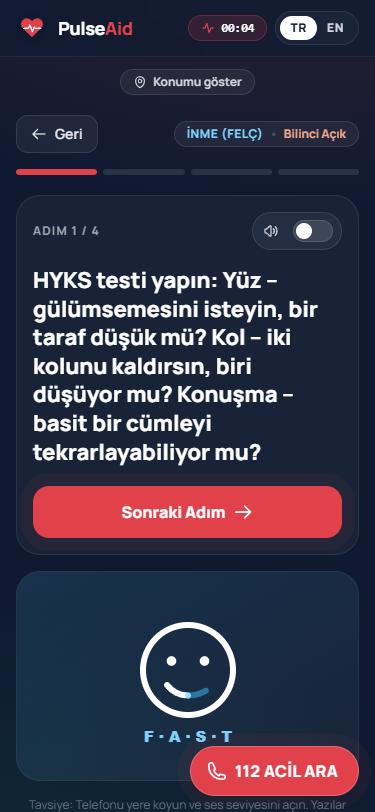 PulseAid
00:04
TR
EN
Konumu göster
Geri
İNME (FELÇ) • Bilinci Açık
ADIM 1 / 4
HYKS testi yapın: Yüz –
gülümsemesini isteyin, bir
taraf düşük mü? Kol – iki
kolunu kaldırsın, biri
düşüyor mu? Konuşma –
basit bir cümleyi
tekrarlayabiliyor mu?
Sonraki Adım
F·A·S·T
112 ACİL ARA
Tavsiye: Telefonu yere koyun ve ses seviyesini açın. Yazılar